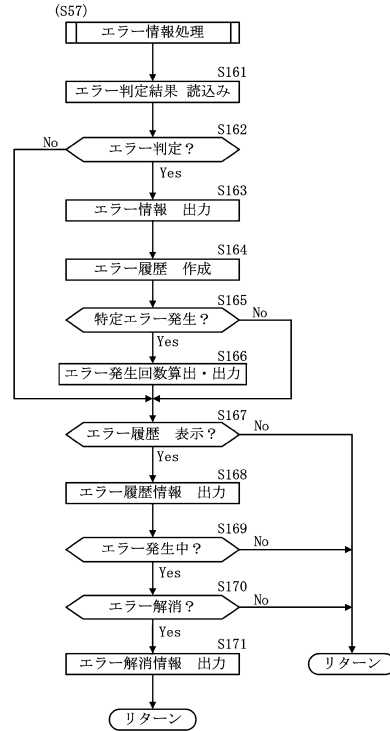 (S57)
エラー情報処理
S161
エラー判定結果 読込み
S162
No
エラー判定？
Yes
S163
エラー情報 出力
S164
エラー履歴 作成
S165
特定エラー発生？
No
Yes
S166
エラー発生回数算出・出力
S167
エラー履歴 表示？
No
Yes
S168
エラー履歴情報 出力
S169
エラー発生中？
No
Yes
S170
エラー解消？
No
Yes
S171
エラー解消情報 出力
リターン
リターン